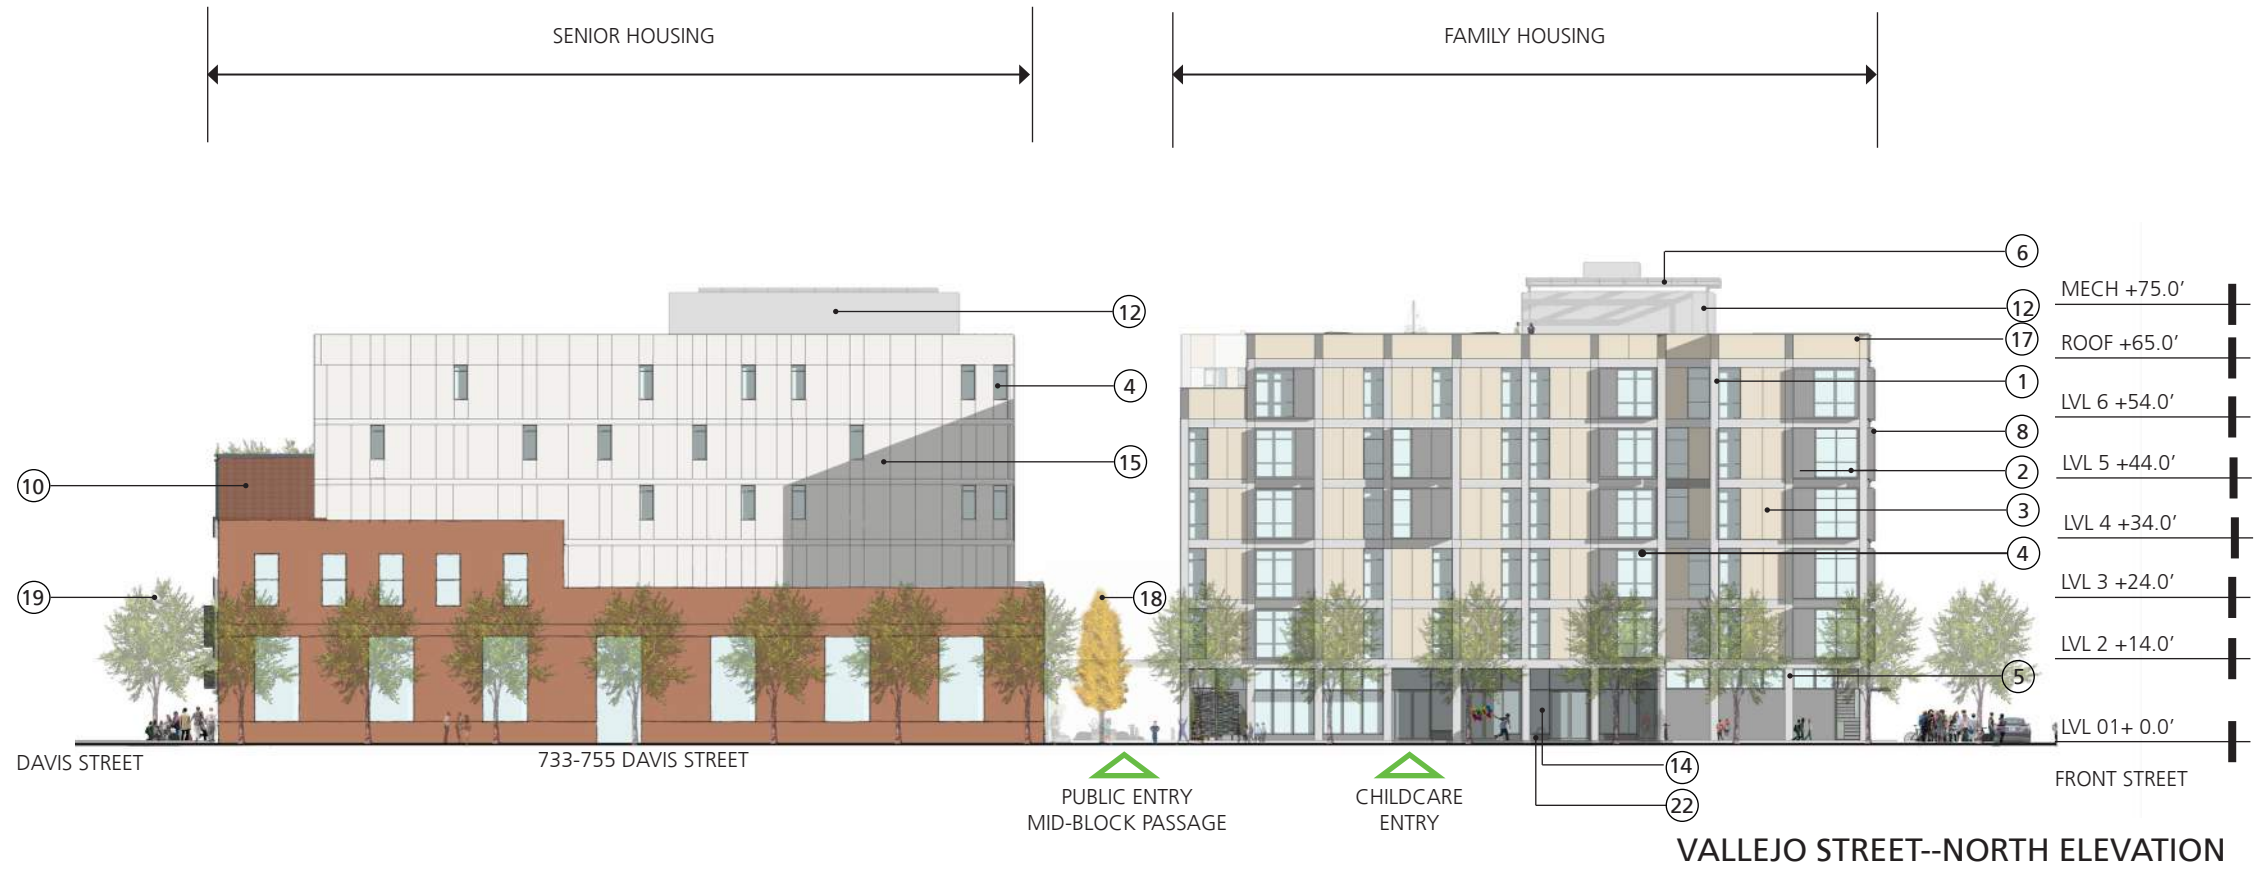 SENIOR HOUSING
FAMILY HOUSING
6
MECH +75.0’
12
12
17
ROOF +65.0’
4
1
LVL 6 +54.0’
8
15
2
LVL 5 +44.0’
10
3
LVL 4 +34.0’
4
19
18
LVL 3 +24.0’
LVL 2 +14.0’
5
LVL 01+ 0.0’
DAVIS STREET
733-755 DAVIS STREET
14
FRONT STREET
PUBLIC ENTRY
MID-BLOCK PASSAGE
CHILDCARE
ENTRY
22
VALLEJO STREET--NORTH ELEVATION